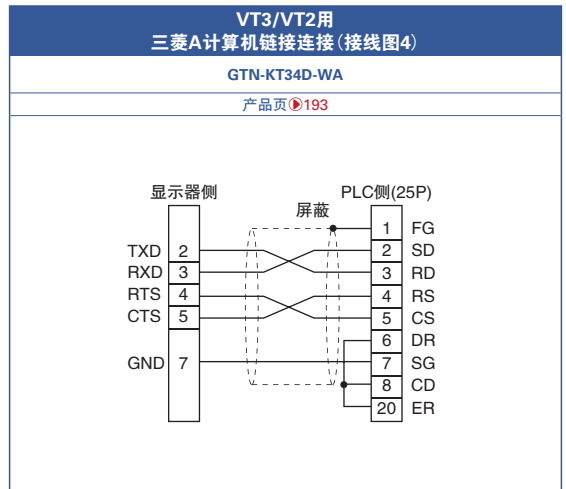 VT3/VT2用
三菱A计算机链接连接（接线图4）
GTN-KT34D-WA
产品页193
显示器侧 PLC侧(25P)
屏蔽
1 FG
TXD 2 2 SD
RXD 3 3 RD
RTS 4 4 RS
CTS 5 5 CS
6 DR
GND 7 7 SG
8 CD
20 ER